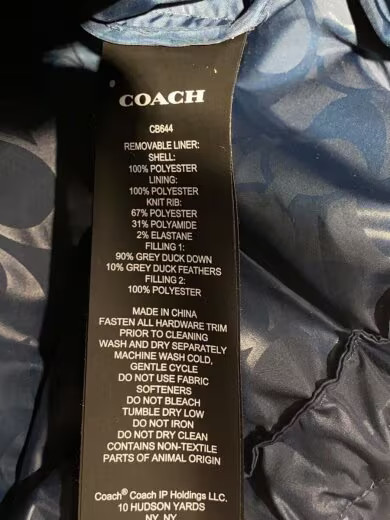 COACH
CB644
REMOVABLE LINER:
SHELL:
100% POLYESTER
LINING:
100% POLYESTER
KNIT RIB:
67% POLYESTER
31% POLYAMIDE
2% ELASTANE
FILLING 1:
90% GREY DUCK DOWN
10% GREY DUCK FEATHERS
FILLING 2:
100% POLYESTER
MADE IN CHINA
FASTEN ALL HARDWARE TRIM
PRIOR TO CLEANING
WASH AND DRY SEPARATELY
MACHINE WASH COLD,
GENTLE CYCLE
DO NOT USE FABRIC
SOFTENERS
DO NOT BLEACH
TUMBLE DRY LOW
DO NOT IRON
DO NOT DRY CLEAN
CONTAINS NON-TEXTILE
PARTS OF ANIMAL ORIGIN
Coach® Coach IP Holdings LLC.
10 HUDSON YARDS
NY, NY